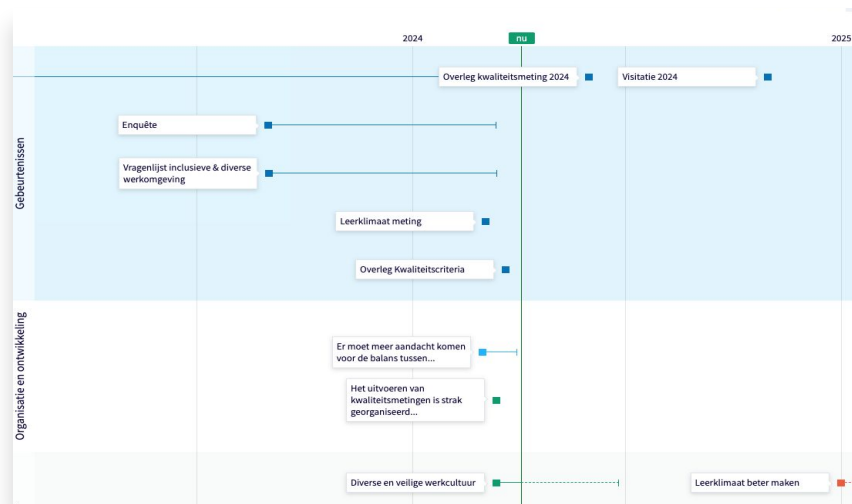 2024
nu
2025
Gebeurtenissen
Overleg kwaliteitsmeting 2024
Visitatie 2024
Enquête
Vragenlijst inclusieve & diverse
werkomgeving
Leerklimaat meting
Overleg Kwaliteitscriteria
Organisatie en ontwikkeling
Er moet meer aandacht komen
voor de balans tussen...
Het uitvoeren van
kwaliteitsmetingen is strak
georganiseerd...
Diverse en veilige werkcultuur
Leerklimaat beter maken